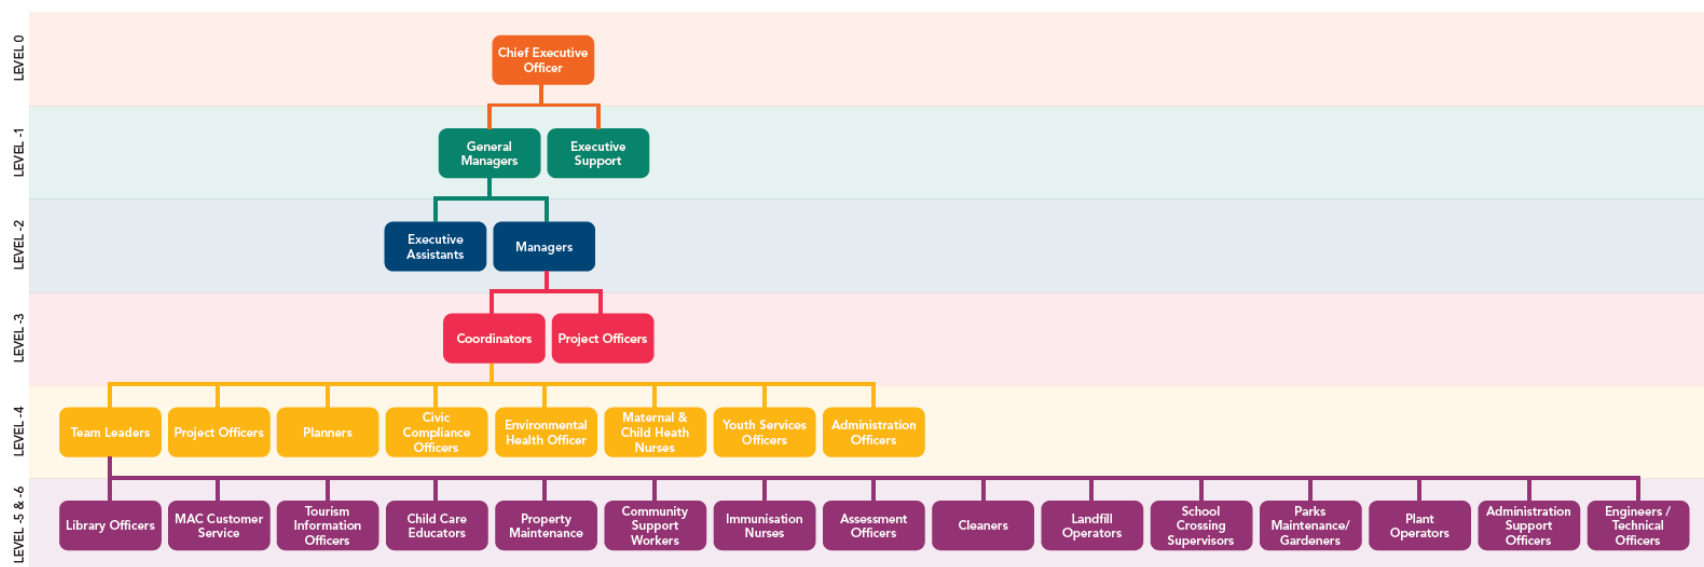 LEVEL 0
Chief Executive
Officer
LEVEL -1
General
Managers
Executive
Support
LEVEL -2
Executive
Assistants
Managers
LEVEL -3
Coordinators
Project Officers
LEVEL -4
Team Leaders
Project Officers
Planners
Civic
Compliance
Officers
Environmental
Health Officer
Maternal &
Child Heath
Nurses
Youth Services
Officers
Administration
Officers
LEVEL -5 & -6
Library Officers
MAC Customer
Service
Tourism
Information
Officers
Child Care
Educators
Property
Maintenance
Community
Support
Workers
Immunisation
Nurses
Assessment
Officers
Cleaners
Landfill
Operators
School
Crossing
Supervisors
Parks
Maintenance/
Gardeners
Plant
Operators
Administration
Support
Officers
Engineers /
Technical
Officers